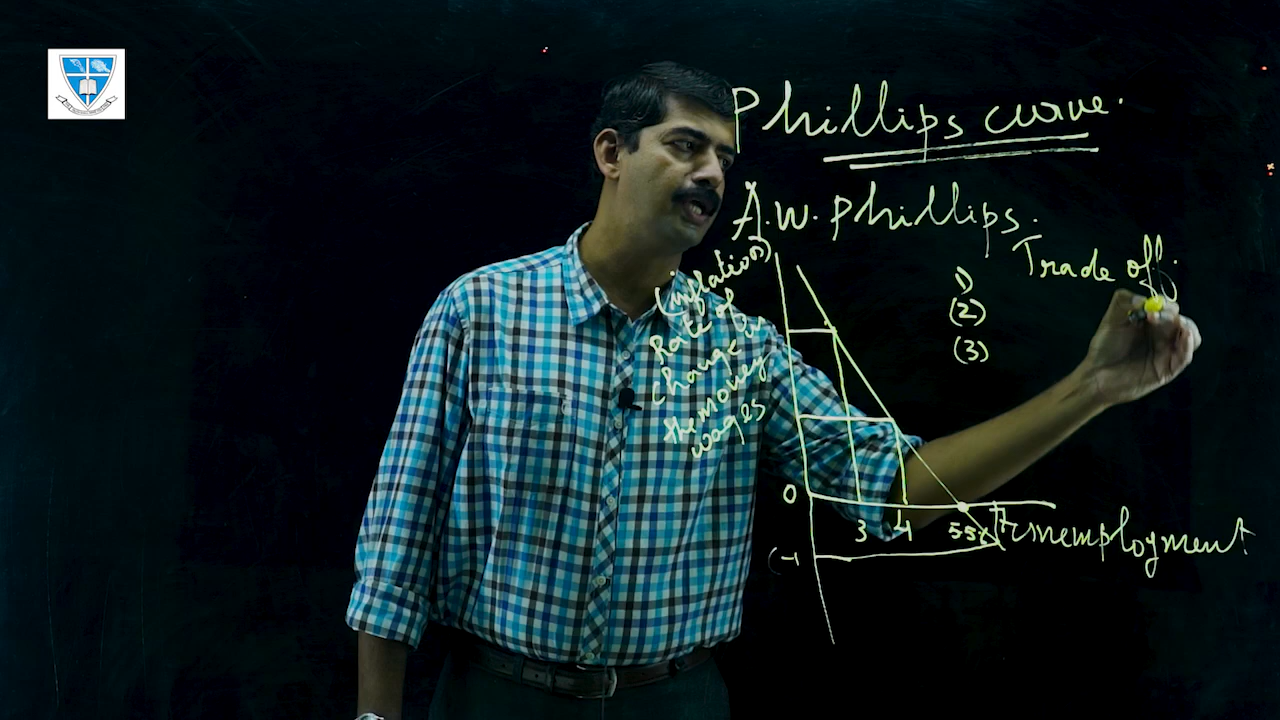 Phillips curve.
A.W. Phillips.
Trade off.
(inflation)
Rate of
change in
the money
wages
1)
(2)
(3)
0
3
4
unemployment
(-1